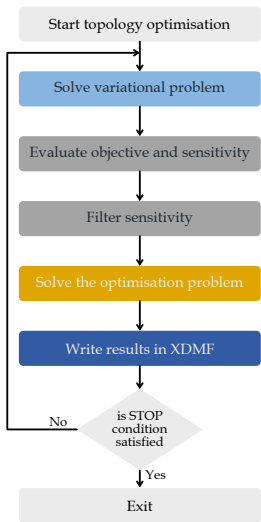 Start topology optimisation
Solve variational problem
Evaluate objective and sensitivity
Filter sensitivity
Solve the optimisation problem
Write results in XDMF
is STOP
condition
satisfied
No
Yes
Exit